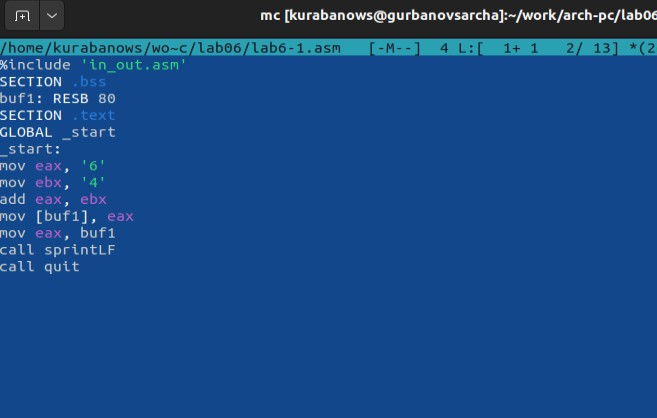 mc [kurabanows@gurbanovsarcha]:~/work/arch-pc/lab06
/home/kurabanows/wo~c/lab06/lab6-1.asm   [-M--]  4 L:[  1+ 1   2/ 13] *(2
%include 'in_out.asm'
SECTION .bss
buf1: RESB 80
SECTION .text
GLOBAL _start
_start:
mov eax, '6'
mov ebx, '4'
add eax, ebx
mov [buf1], eax
mov eax, buf1
call sprintLF
call quit